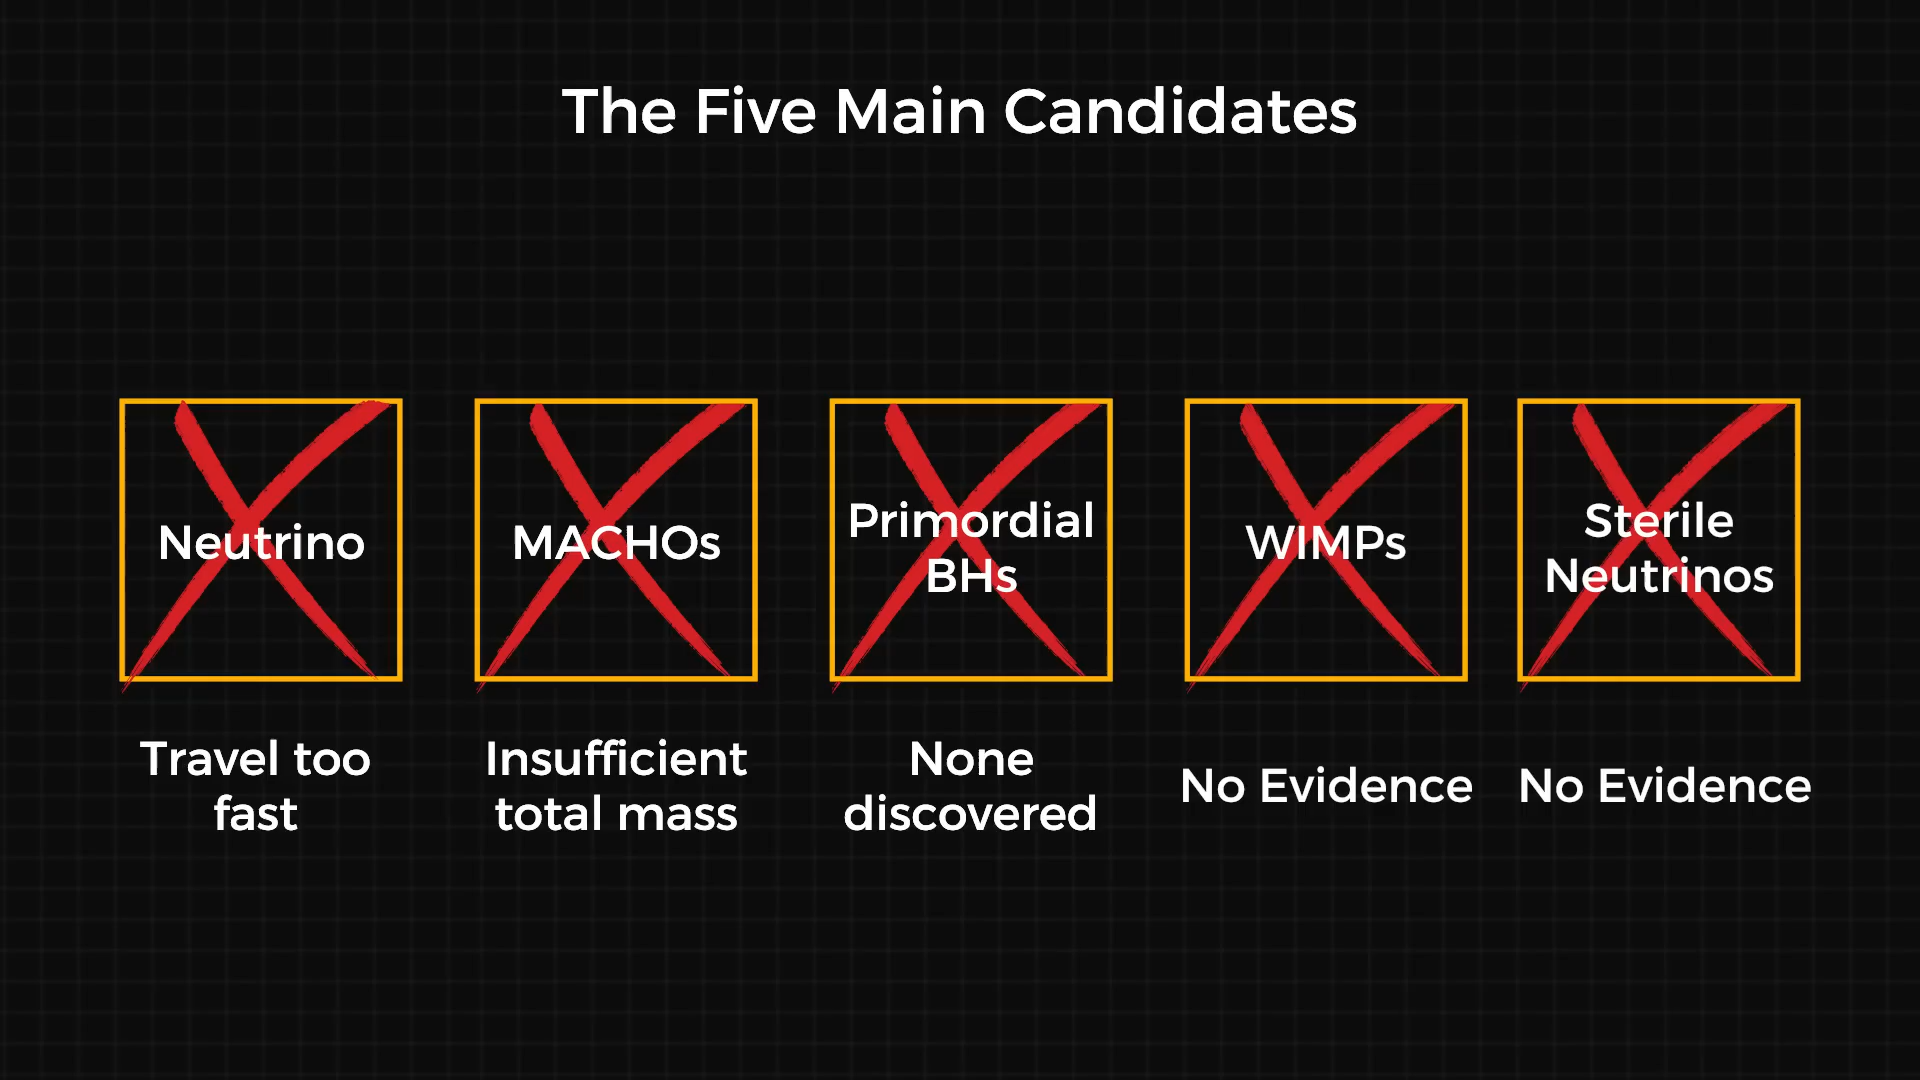 The Five Main Candidates
Neutrino
MACHOs
Primordial
BHs
WIMPs
Sterile
Neutrinos
Travel too
fast
Insufficient
total mass
None
discovered
No Evidence
No Evidence